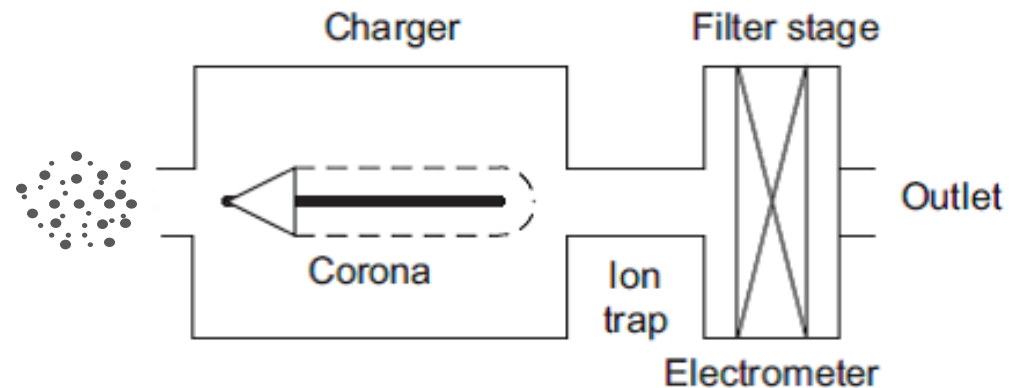 Charger
Filter stage
Outlet
Corona
Ion
trap
Electrometer